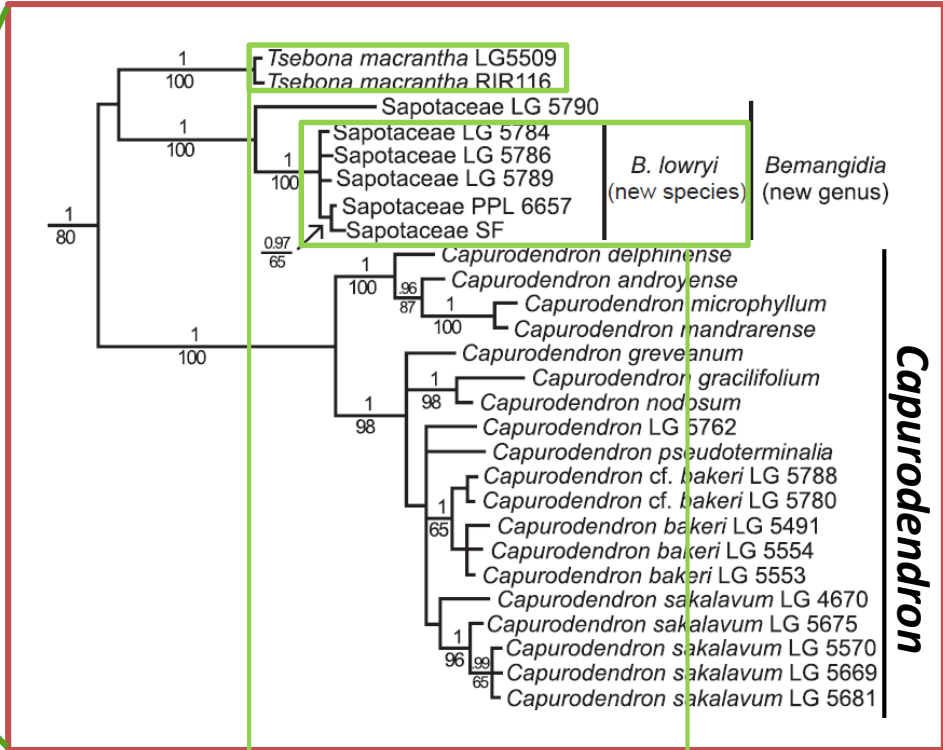 1
100
Tsebona macrantha LG5509
Tsebona macrantha RIR116
Sapotaceae LG 5790
1
100
Sapotaceae LG 5784
Sapotaceae LG 5786
Sapotaceae LG 5789
Sapotaceae PPL 6657
Sapotaceae SF
1
100
0.97
65
B. lowryi
(new species)
Bemangidia
(new genus)
1
80
Capurodendron delphinense
Capurodendron androyense
Capurodendron microphyllum
Capurodendron mandrarense
1
100
.96
87
1
100
1
100
Capurodendron greveanum
Capurodendron gracilifolium
Capurodendron nodosum
1
98
1
98
Capurodendron LG 5762
Capurodendron pseudoterminalia
Capurodendron cf. bakeri LG 5788
Capurodendron cf. bakeri LG 5780
Capurodendron bakeri LG 5491
Capurodendron bakeri LG 5554
Capurodendron bakeri LG 5553
1
65
Capurodendron sakalavum LG 4670
Capurodendron sakalavum LG 5675
Capurodendron sakalavum LG 5570
Capurodendron sakalavum LG 5669
Capurodendron sakalavum LG 5681
1
96
.99
65
Capurodendron